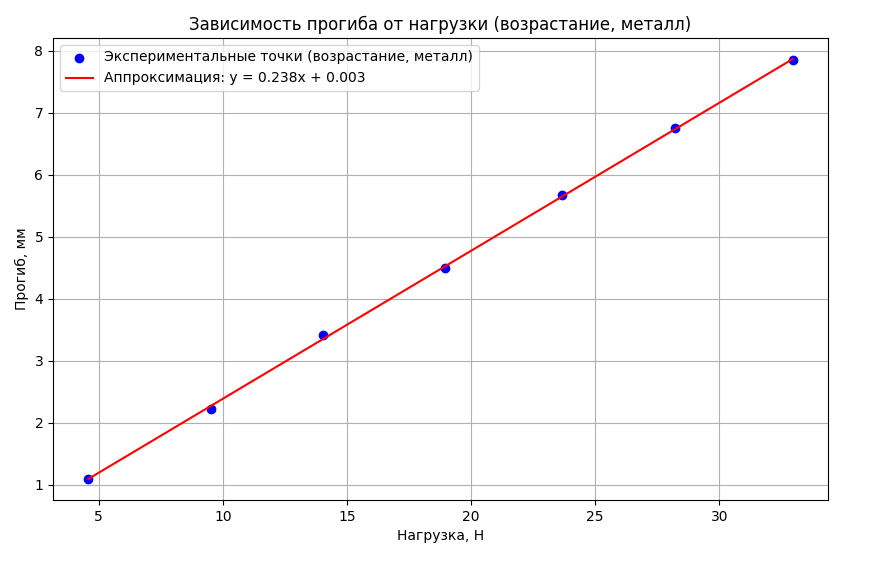 Зависимость прогиба от нагрузки (возрастание, металл)
Экспериментальные точки (возрастание, металл)
Аппроксимация: y = 0.238x + 0.003
8
7
6
5
4
3
2
1
Прогиб, мм
5 10 15 20 25 30
Нагрузка, Н